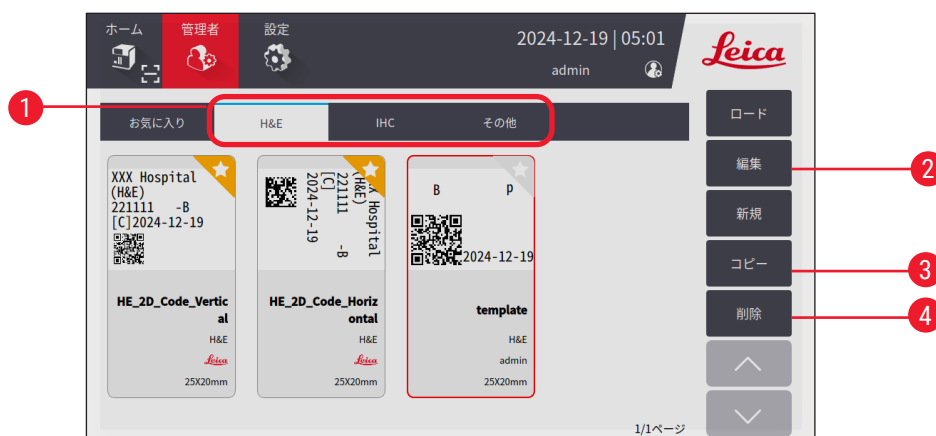 ホーム
管理者
設定
2024-12-19 | 05:01
admin
Leica
1
お気に入り
H&E
IHC
その他
ロード
編集
2
新規
コピー
3
削除
4
XXX Hospital
(H&E)
221111 -B
[C]2024-12-19
HE_2D_Code_Vertic
al
H&E
Leica
25X20mm
Hospital
(H&E)
221111 -B
[C]
2024-12-19
HE_2D_Code_Horiz
ontal
H&E
Leica
25X20mm
B p
2024-12-19
template
H&E
admin
25X20mm
1/1ページ